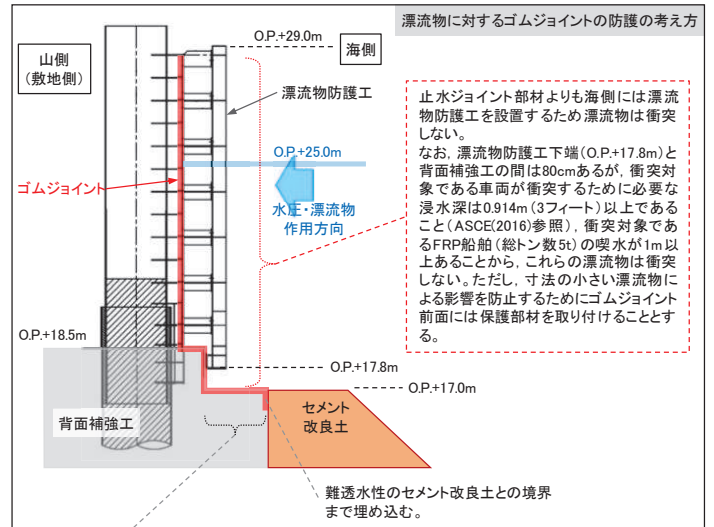 漂流物に対するゴムジョイントの防護の考え方
O.P.+29.0m
山側
(敷地側)
海側
漂流物防護工
止水ジョイント部材よりも海側には漂流
物防護工を設置するため漂流物は衝突
しない。
なお,漂流物防護工下端(O.P.+17.8m)と
背面補強工の間は80cmあるが,衝突対
象である車両が衝突するために必要な
浸水深は0.914m(3フィート)以上であるこ
と(ASCE(2016)参照),衝突対象であ
るFRP船舶(総トン数5t)の喫水が1m以
上あることから,これらの漂流物は衝突
しない。ただし,寸法の小さい漂流物に
よる影響を防止するためにゴムジョイント
前面には保護部材を取り付けることとす
る。
O.P.+25.0m
ゴムジョイント
水圧・漂流物
作用方向
O.P.+18.5m
O.P.+17.8m
O.P.+17.0m
背面補強工
セメント
改良土
難透水性のセメント改良土との境界
まで埋め込む。